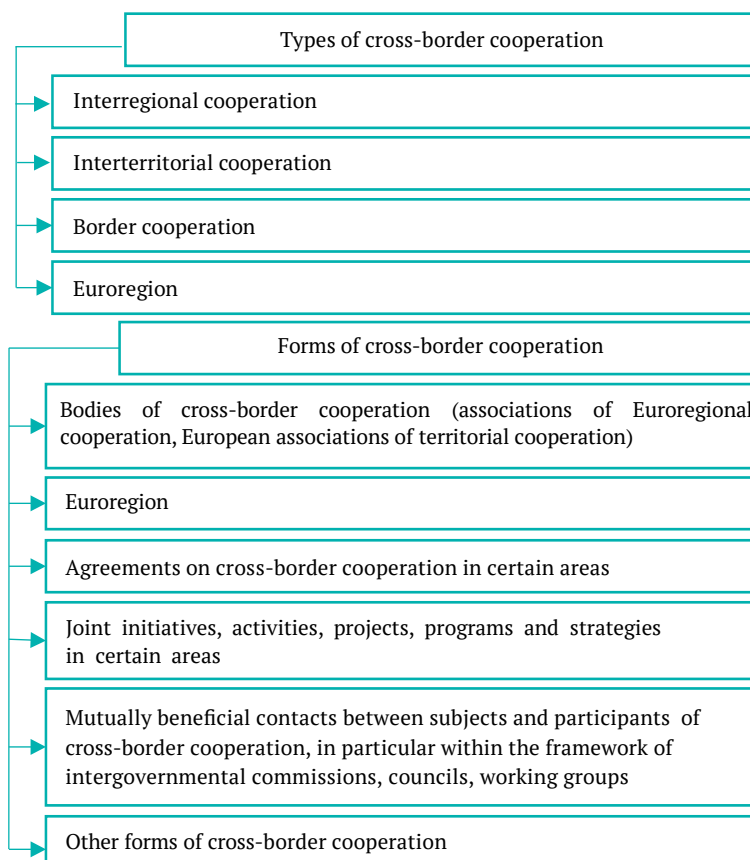 Types of cross-border cooperation
Interregional cooperation
Interterritorial cooperation
Border cooperation
Euroregion
Forms of cross-border cooperation
Bodies of cross-border cooperation (associations of Euroregional
cooperation, European associations of territorial cooperation)
Euroregion
Agreements on cross-border cooperation in certain areas
Joint initiatives, activities, projects, programs and strategies
in certain areas
Mutually beneficial contacts between subjects and participants of
cross-border cooperation, in particular within the framework of
intergovernmental commissions, councils, working groups
Other forms of cross-border cooperation